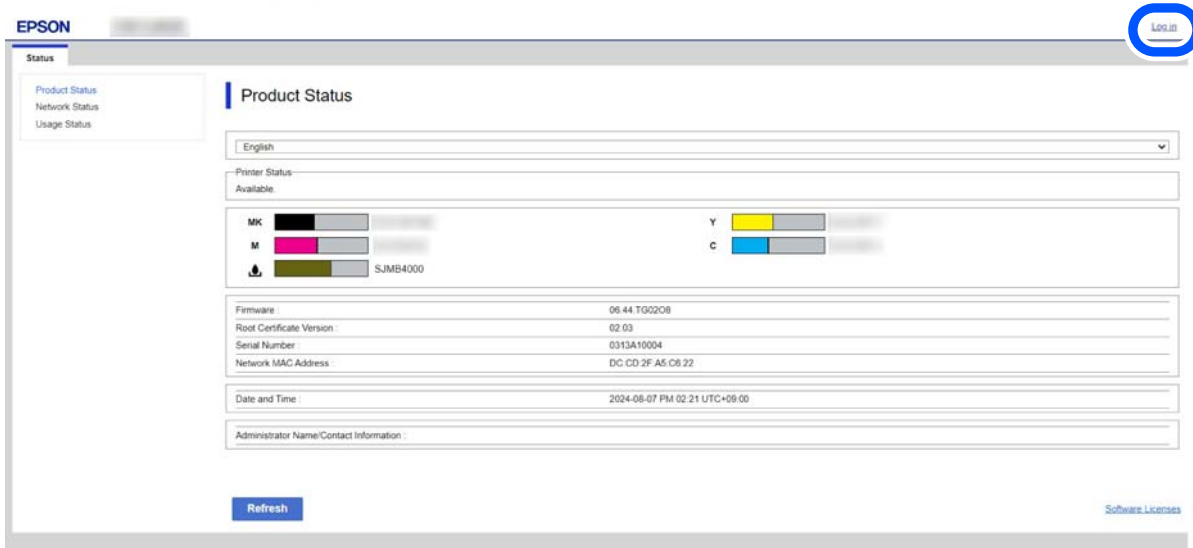 EPSON
Log in
Status
Product Status
Network Status
Usage Status
Product Status
English
Printer Status
Available.
MK
Y
M
C
SJMB4000
Firmware : 06.44.TG02O8
Root Certificate Version : 02.03
Serial Number : 0313A10004
Network MAC Address : DC:CD:2F:A5:C6:22
Date and Time : 2024-08-07 PM 02:21 UTC+09:00
Administrator Name/Contact Information :
Refresh
Software Licenses